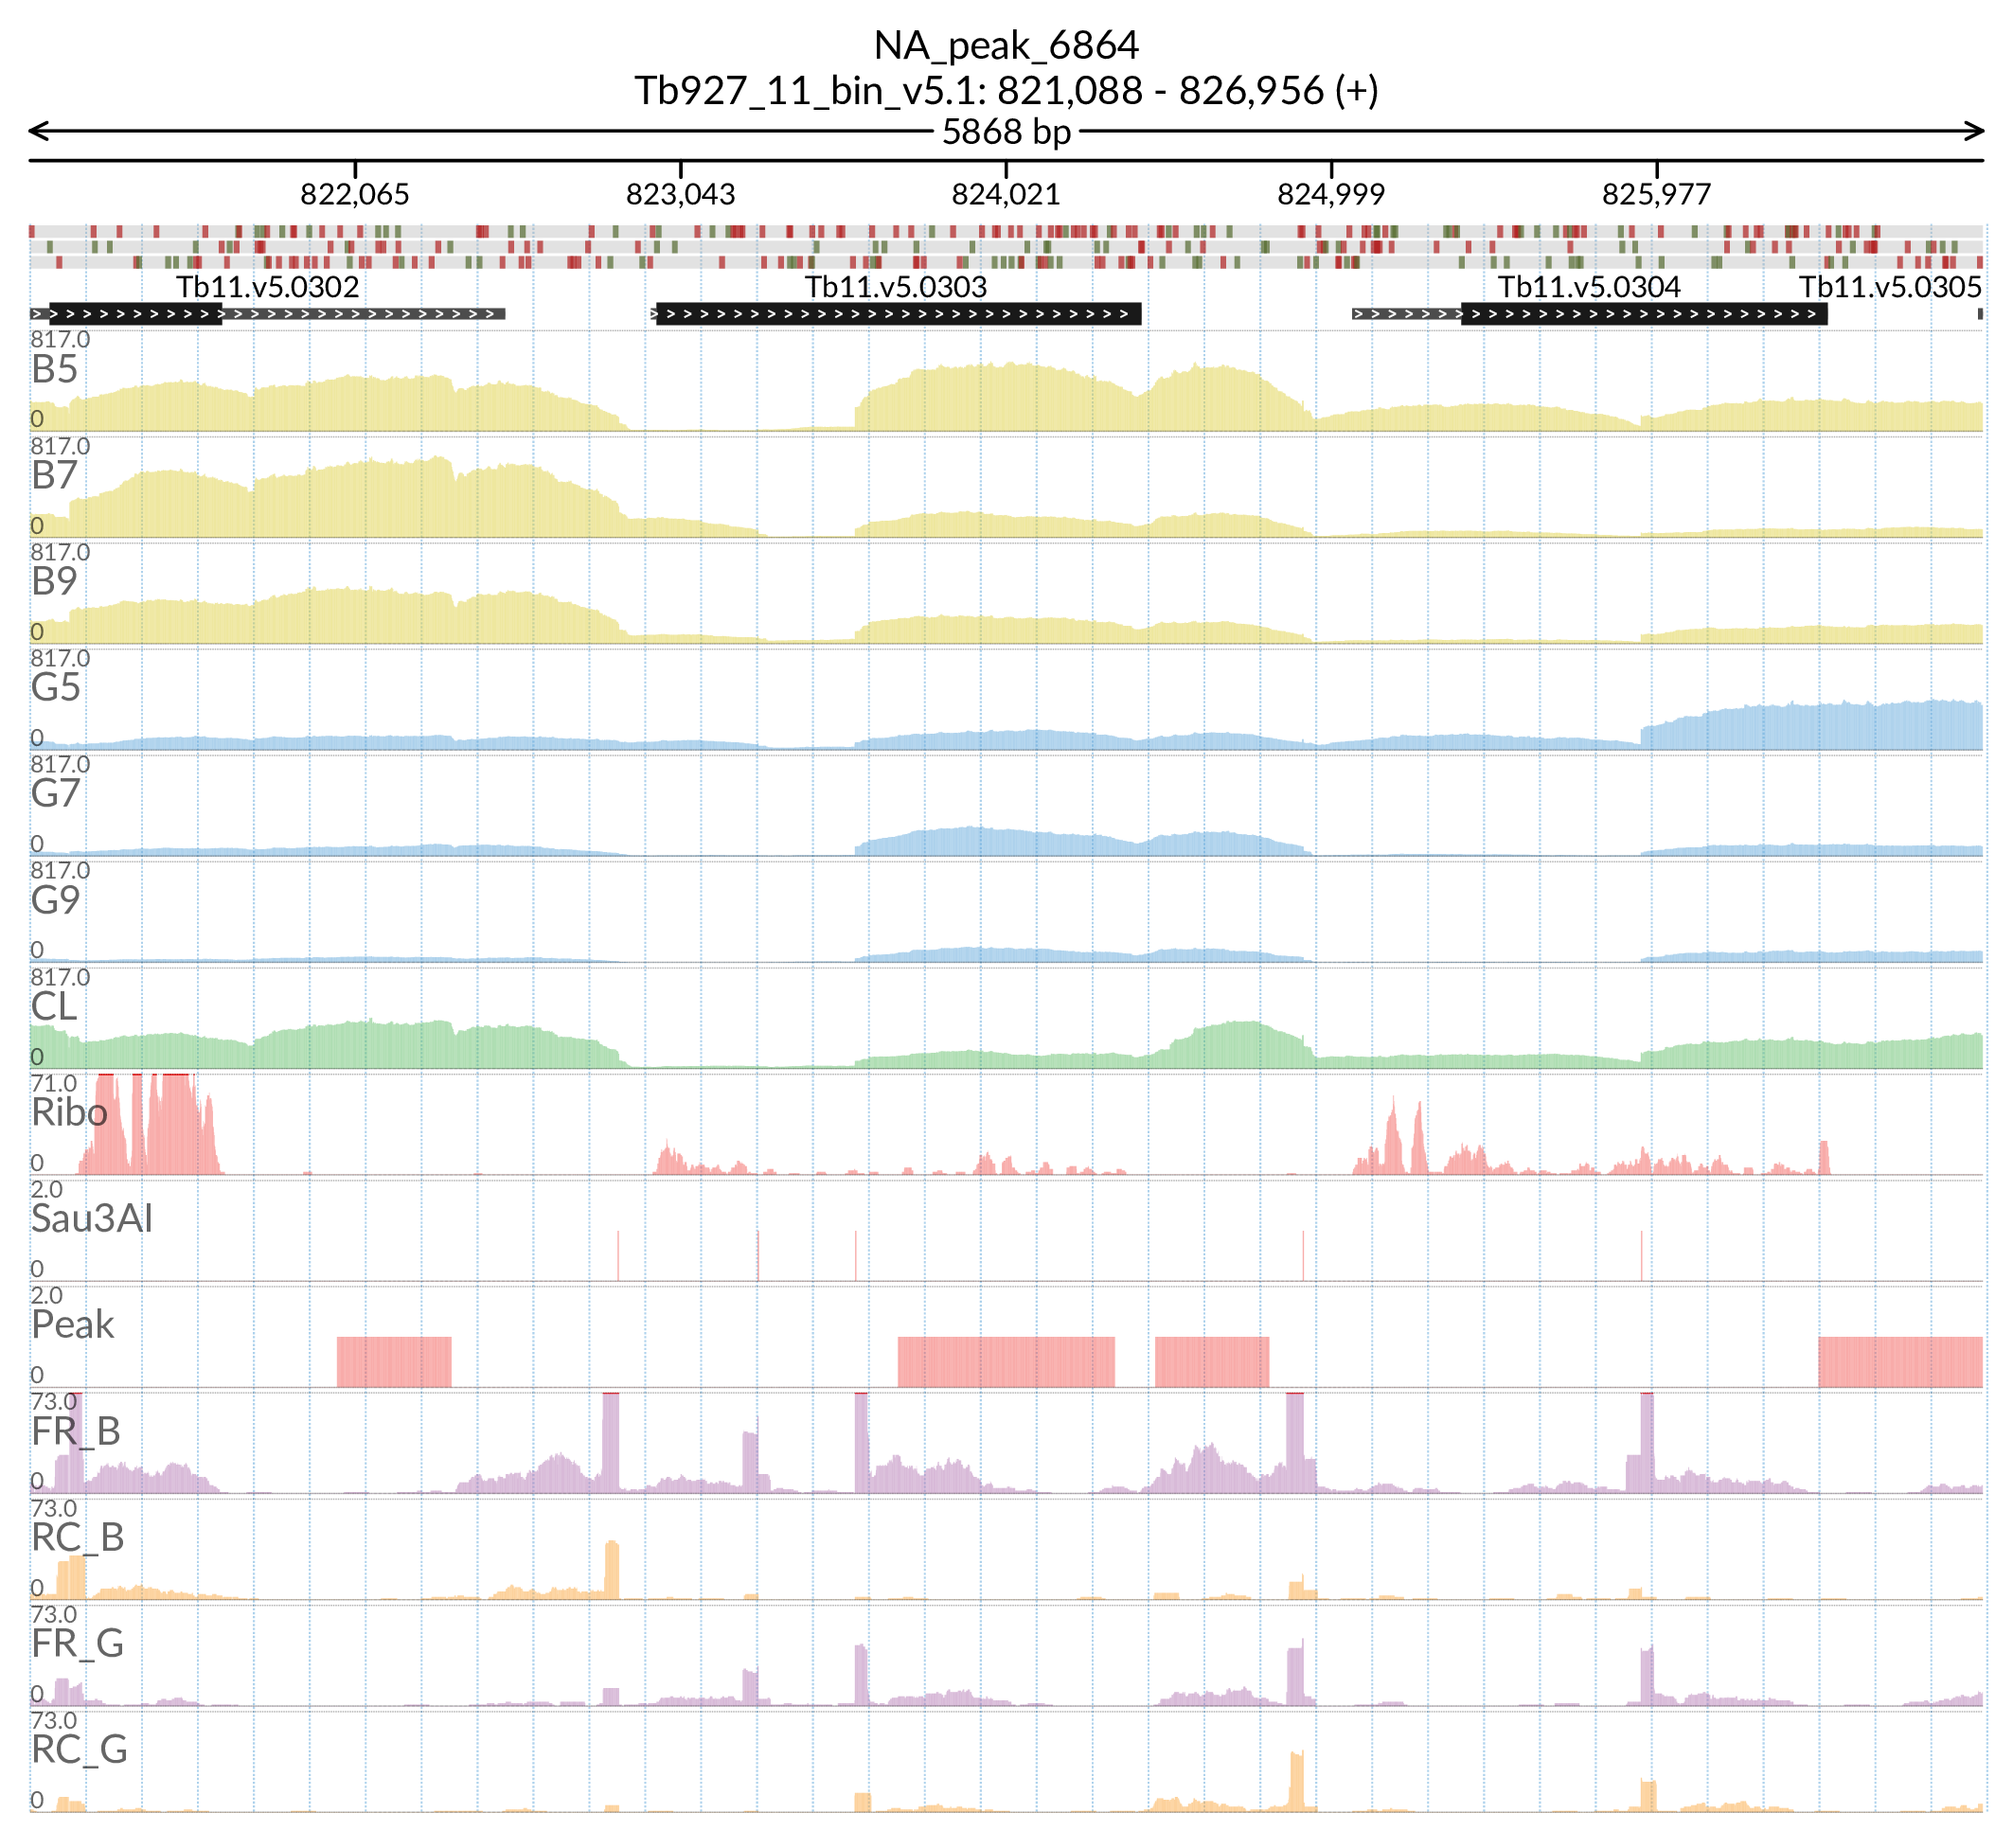 NA_peak_6864
Tb927_11_bin_v5.1: 821,088 - 826,956 (+)
5868 bp
822,065 823,043 824,021 824,999 825,977
Tb11.v5.0302 Tb11.v5.0303 Tb11.v5.0304 Tb11.v5.0305
817.0
B5
0
817.0
B7
0
817.0
B9
0
817.0
G5
0
817.0
G7
0
817.0
G9
0
817.0
CL
0
71.0
Ribo
0
2.0
Sau3AI
0
2.0
Peak
0
73.0
FR_B
0
73.0
RC_B
0
73.0
FR_G
0
73.0
RC_G
0